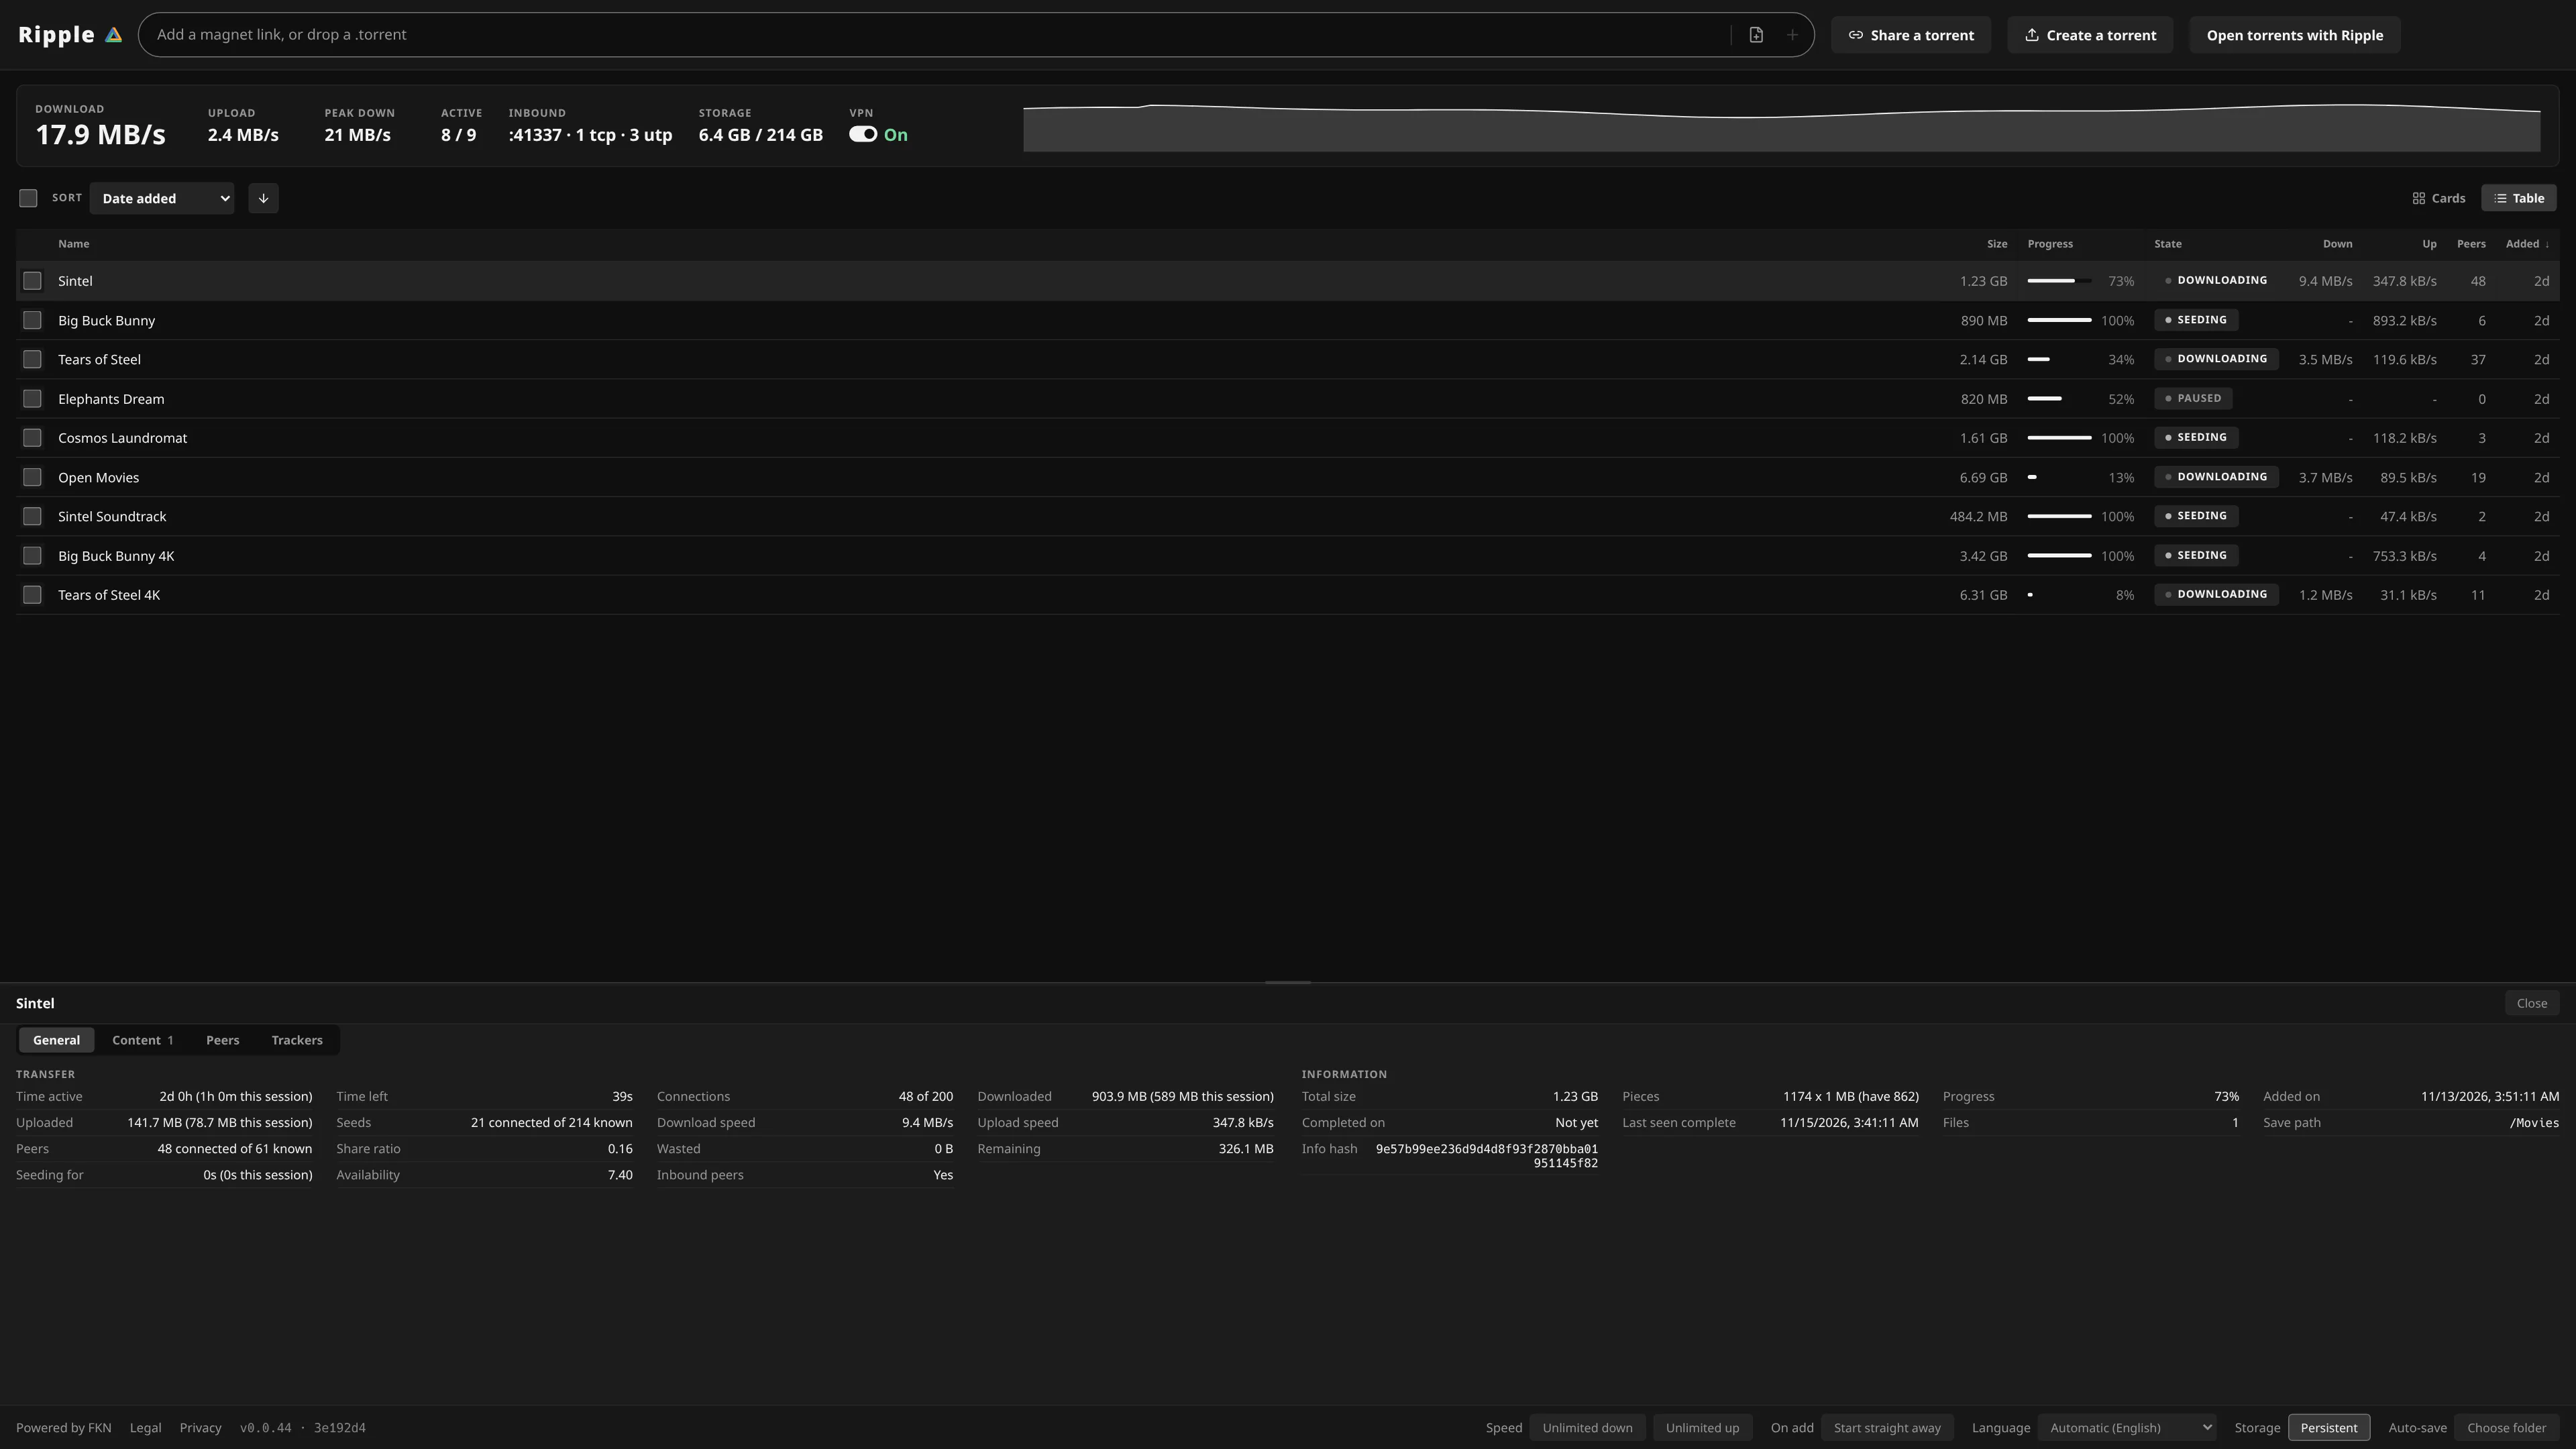 Ripple Add a magnet link, or drop a .torrent Share a torrent Create a torrent Open torrents with Ripple
DOWNLOAD UPLOAD PEAK DOWN ACTIVE INBOUND STORAGE VPN
17.9 MB/s 2.4 MB/s 21 MB/s 8 / 9 :41337 · 1 tcp · 3 utp 6.4 GB / 214 GB On
SORT Date added Cards Table
Name Size Progress State Down Up Peers Added ↓
Sintel 1.23 GB 73% DOWNLOADING 9.4 MB/s 347.8 kB/s 48 2d
Big Buck Bunny 890 MB 100% SEEDING - 893.2 kB/s 6 2d
Tears of Steel 2.14 GB 34% DOWNLOADING 3.5 MB/s 119.6 kB/s 37 2d
Elephants Dream 820 MB 52% PAUSED - - 0 2d
Cosmos Laundromat 1.61 GB 100% SEEDING - 118.2 kB/s 3 2d
Open Movies 6.69 GB 13% DOWNLOADING 3.7 MB/s 89.5 kB/s 19 2d
Sintel Soundtrack 484.2 MB 100% SEEDING - 47.4 kB/s 2 2d
Big Buck Bunny 4K 3.42 GB 100% SEEDING - 753.3 kB/s 4 2d
Tears of Steel 4K 6.31 GB 8% DOWNLOADING 1.2 MB/s 31.1 kB/s 11 2d
Sintel Close
General Content 1 Peers Trackers
TRANSFER INFORMATION
Time active 2d 0h (1h 0m this session) Time left 39s Connections 48 of 200 Downloaded 903.9 MB (589 MB this session) Total size 1.23 GB Pieces 1174 x 1 MB (have 862) Progress 73% Added on 11/13/2026, 3:51:11 AM
Uploaded 141.7 MB (78.7 MB this session) Seeds 21 connected of 214 known Download speed 9.4 MB/s Upload speed 347.8 kB/s Completed on Not yet Last seen complete 11/15/2026, 3:41:11 AM Files 1 Save path /Movies
Peers 48 connected of 61 known Share ratio 0.16 Wasted 0 B Remaining 326.1 MB Info hash 9e57b99ee236d9d4d8f93f2870bba01
951145f82
Seeding for 0s (0s this session) Availability 7.40 Inbound peers Yes
Powered by FKN Legal Privacy v0.0.44 · 3e192d4 Speed Unlimited down Unlimited up On add Start straight away Language Automatic (English) Storage Persistent Auto-save Choose folder